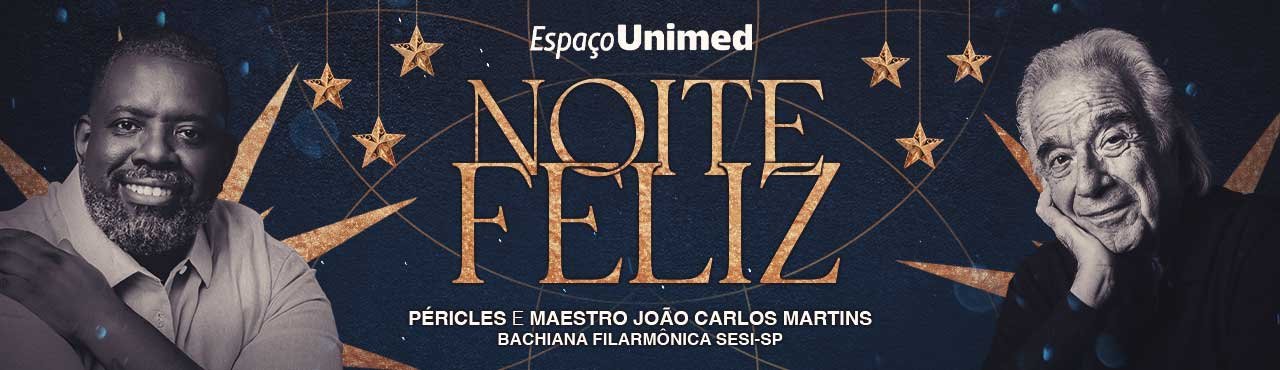 Espaço Unimed
NOITE
FELIZ
PÉRICLES E MAESTRO JOÃO CARLOS MARTINS
BACHIANA FILARMÔNICA SESI-SP